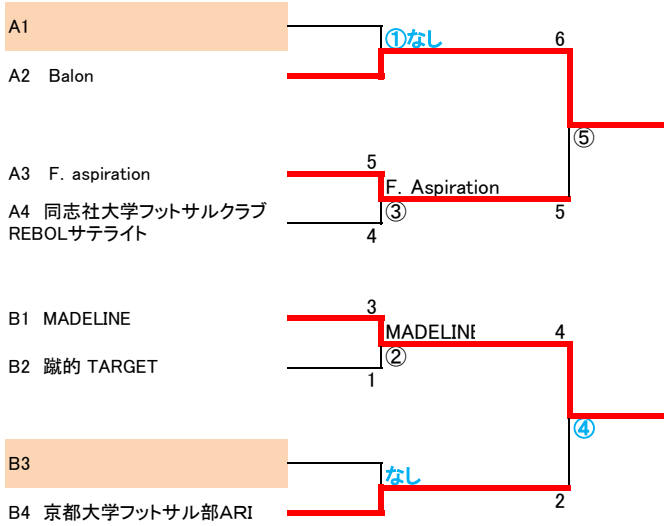 A1
①なし
6
A2 Balon
⑤
5
A3 F. aspiration
F. Aspiration
A4 同志社大学フットサルクラブ
REBOLサテライト
③
5
4
3
B1 MADELINE
MADELINE
4
②
B2 蹴的 TARGET
1
④
B3
なし
2
B4 京都大学フットサル部ARI